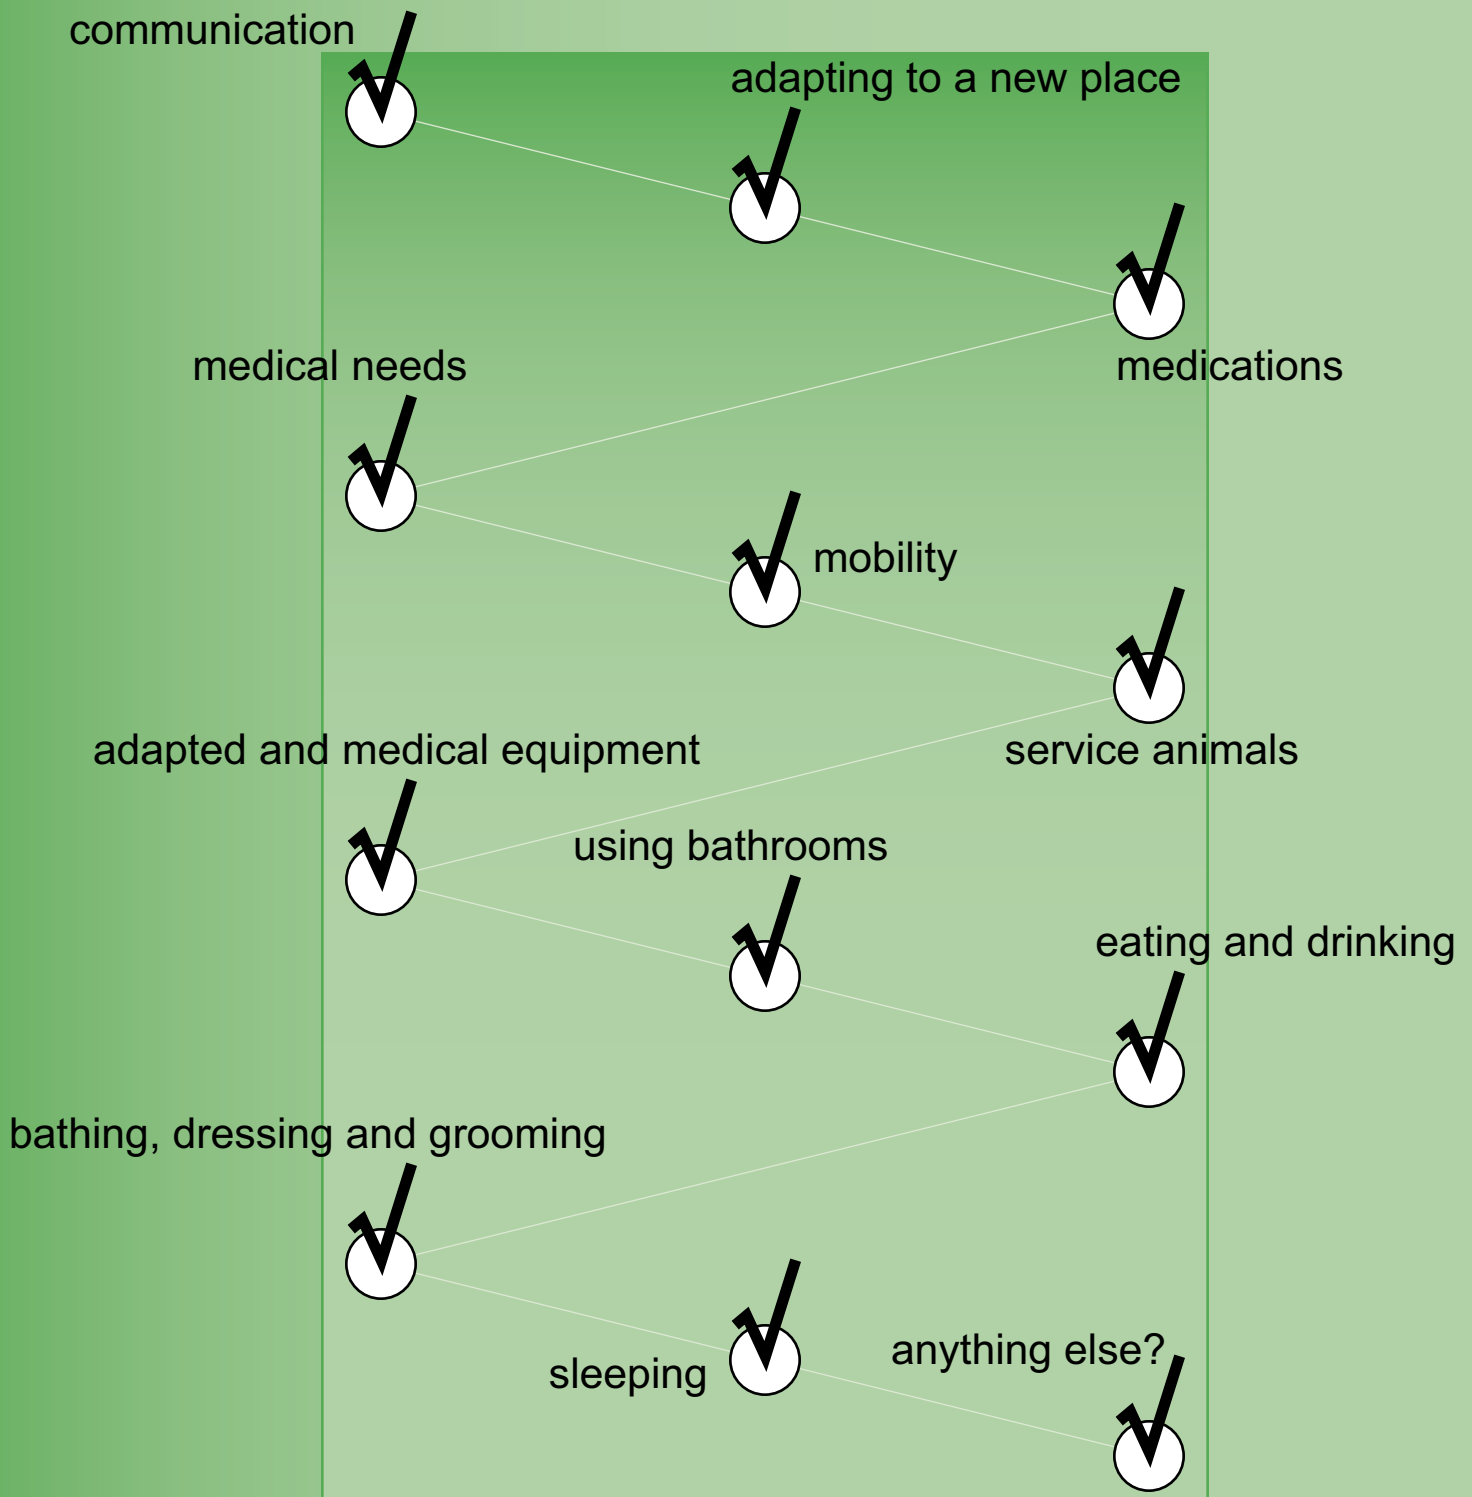 communication
adapting to a new place
medications
medical needs
mobility
service animals
adapted and medical equipment
using bathrooms
eating and drinking
bathing, dressing and grooming
sleeping
anything else?